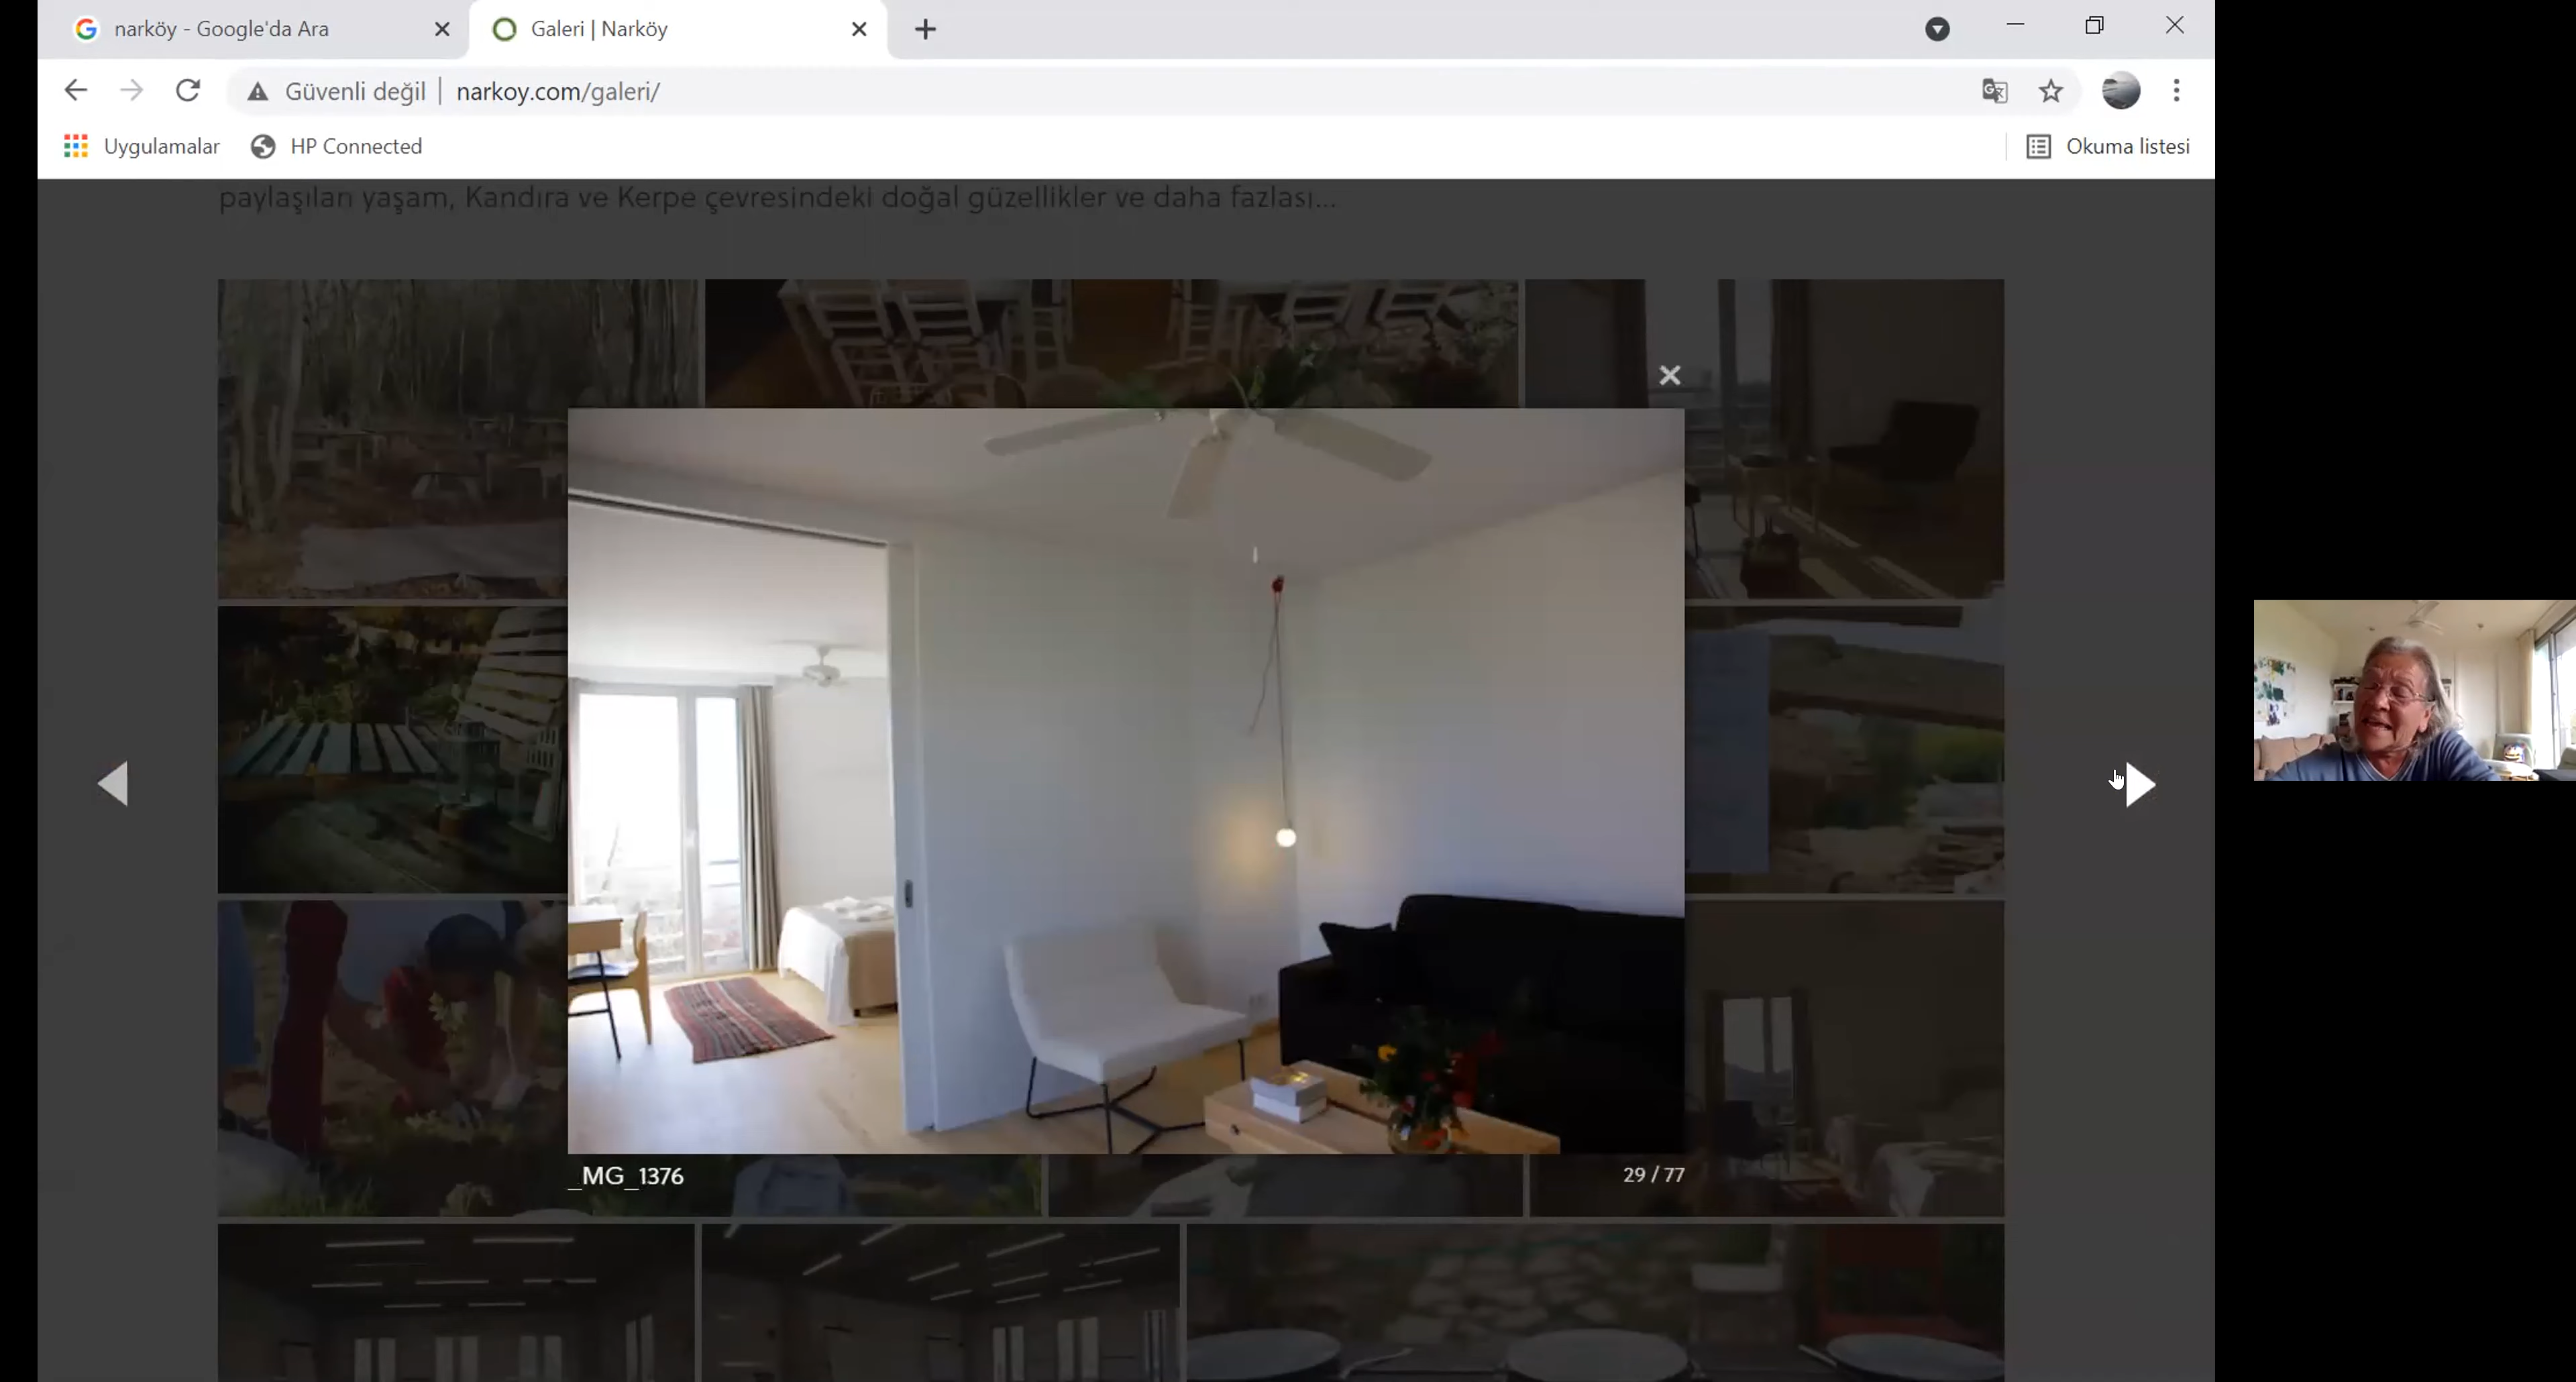 narköy - Google'da Ara
Galeri | Narköy
Güvenli değil | narkoy.com/galeri/
Uygulamalar
HP Connected
Okuma listesi
paylaşılan yaşam, Kandıra ve Kerpe çevresindeki doğal güzellikler ve daha fazlası...
_MG_1376
29 / 77